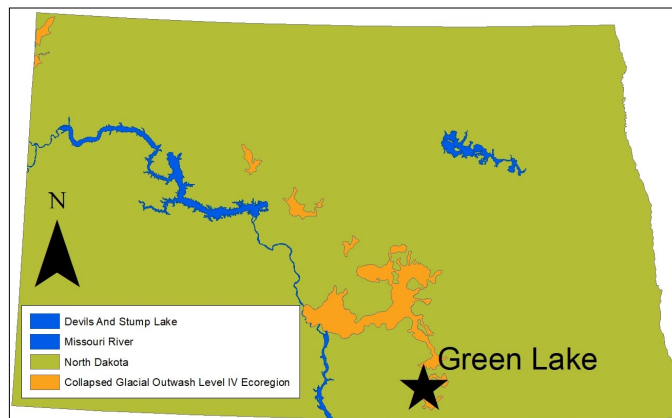 N
Devils And Stump Lake
Missouri River
North Dakota
Collapsed Glacial Outwash Level IV Ecoregion
Green Lake